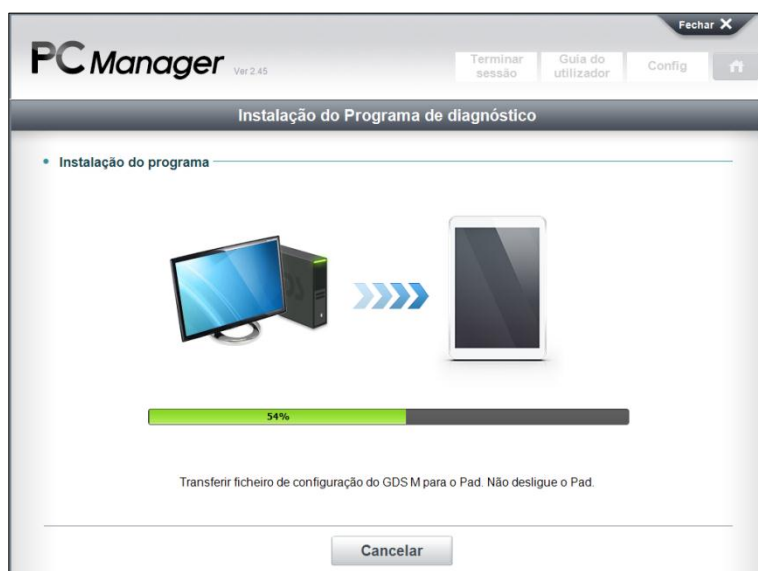 Fechar X
PC Manager Ver 2.45
Terminar sessão
Guia do utilizador
Config
Instalação do Programa de diagnóstico
Instalação do programa
54%
Transferir ficheiro de configuração do GDS M para o Pad. Não desligue o Pad.
Cancelar